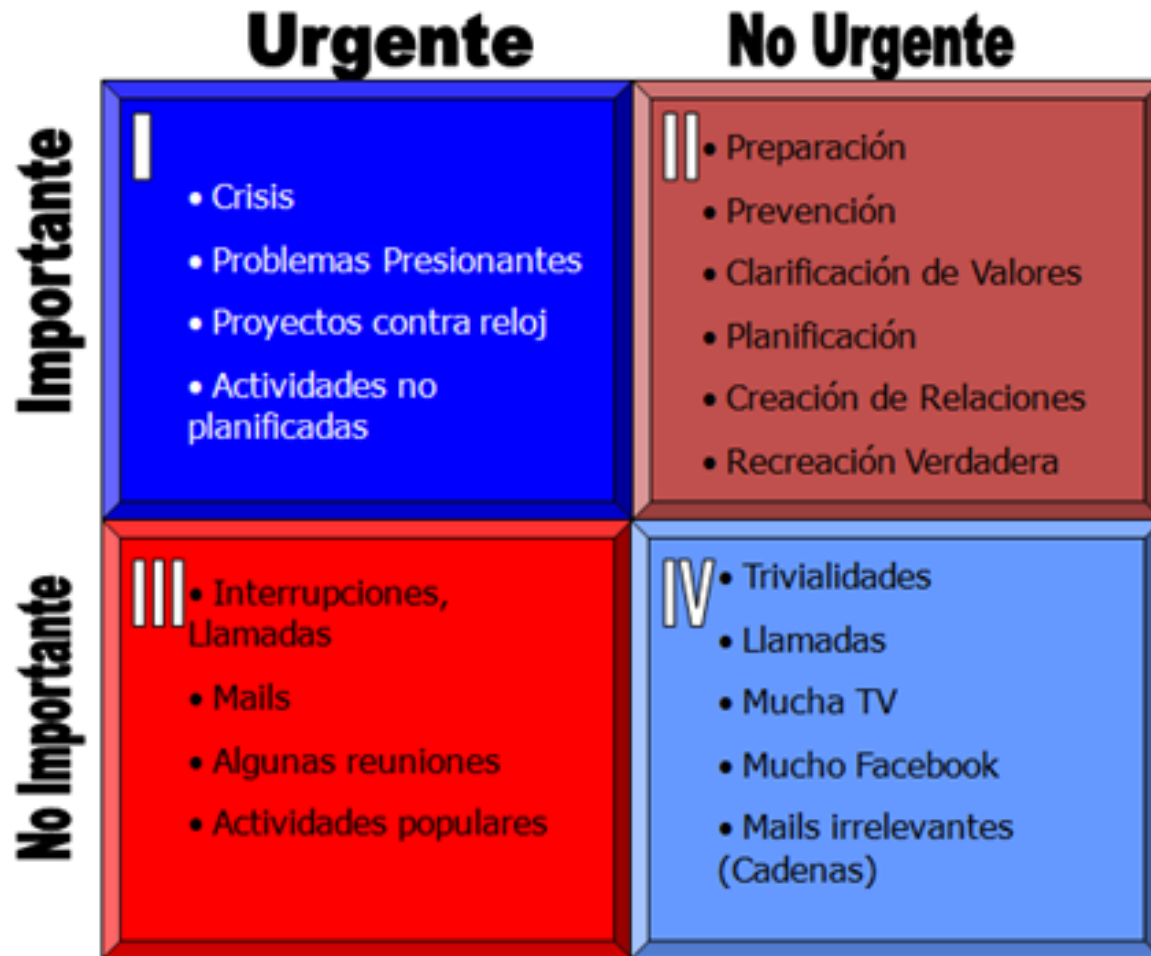 Urgente
No Urgente
Importante
I
• Crisis
• Problemas Presionantes
• Proyectos contra reloj
• Actividades no
planificadas
II
• Preparación
• Prevención
• Clarificación de Valores
• Planificación
• Creación de Relaciones
• Recreación Verdadera
No Importante
III
• Interrupciones,
Llamadas
• Mails
• Algunas reuniones
• Actividades populares
IV
• Trivialidades
• Llamadas
• Mucha TV
• Mucho Facebook
• Mails irrelevantes
(Cadenas)